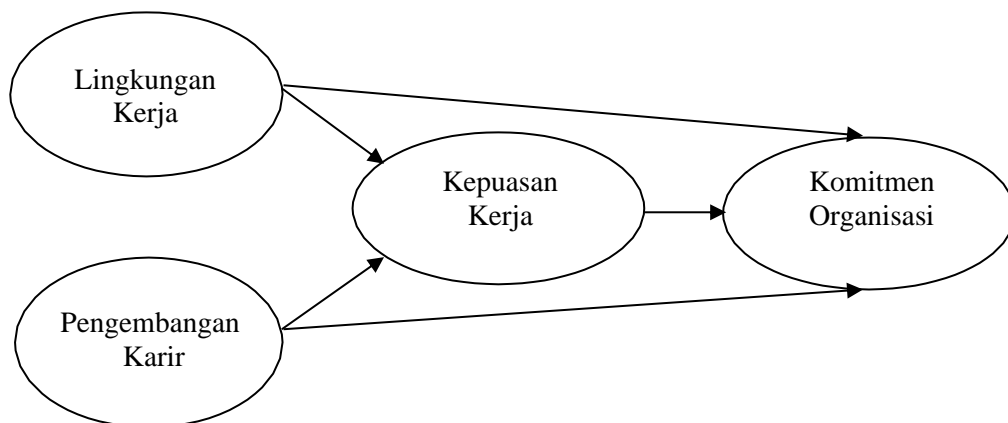 Lingkungan
Kerja
Kepuasan
Kerja
Komitmen
Organisasi
Pengembangan
Karir